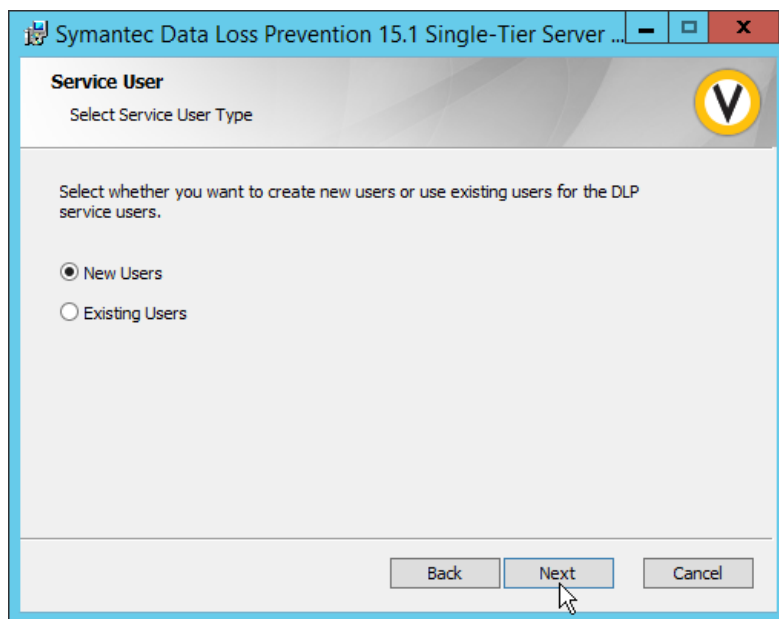 Symantec Data Loss Prevention 15.1 Single-Tier Server ...
Service User
Select Service User Type
Select whether you want to create new users or use existing users for the DLP
service users.
New Users
Existing Users
Back Next Cancel